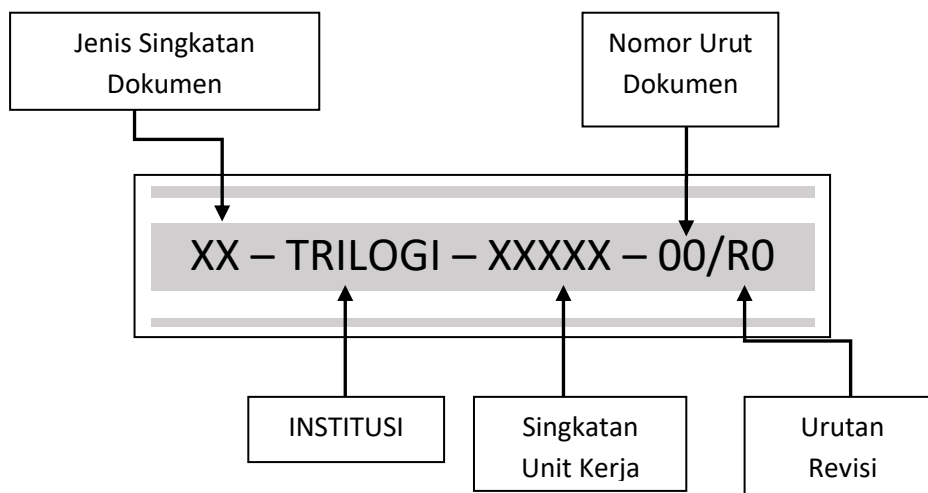 Jenis Singkatan
Dokumen
Nomor Urut
Dokumen
XX – TRILOGI – XXXXX – 00/R0
INSTITUSI
Singkatan
Unit Kerja
Urutan
Revisi